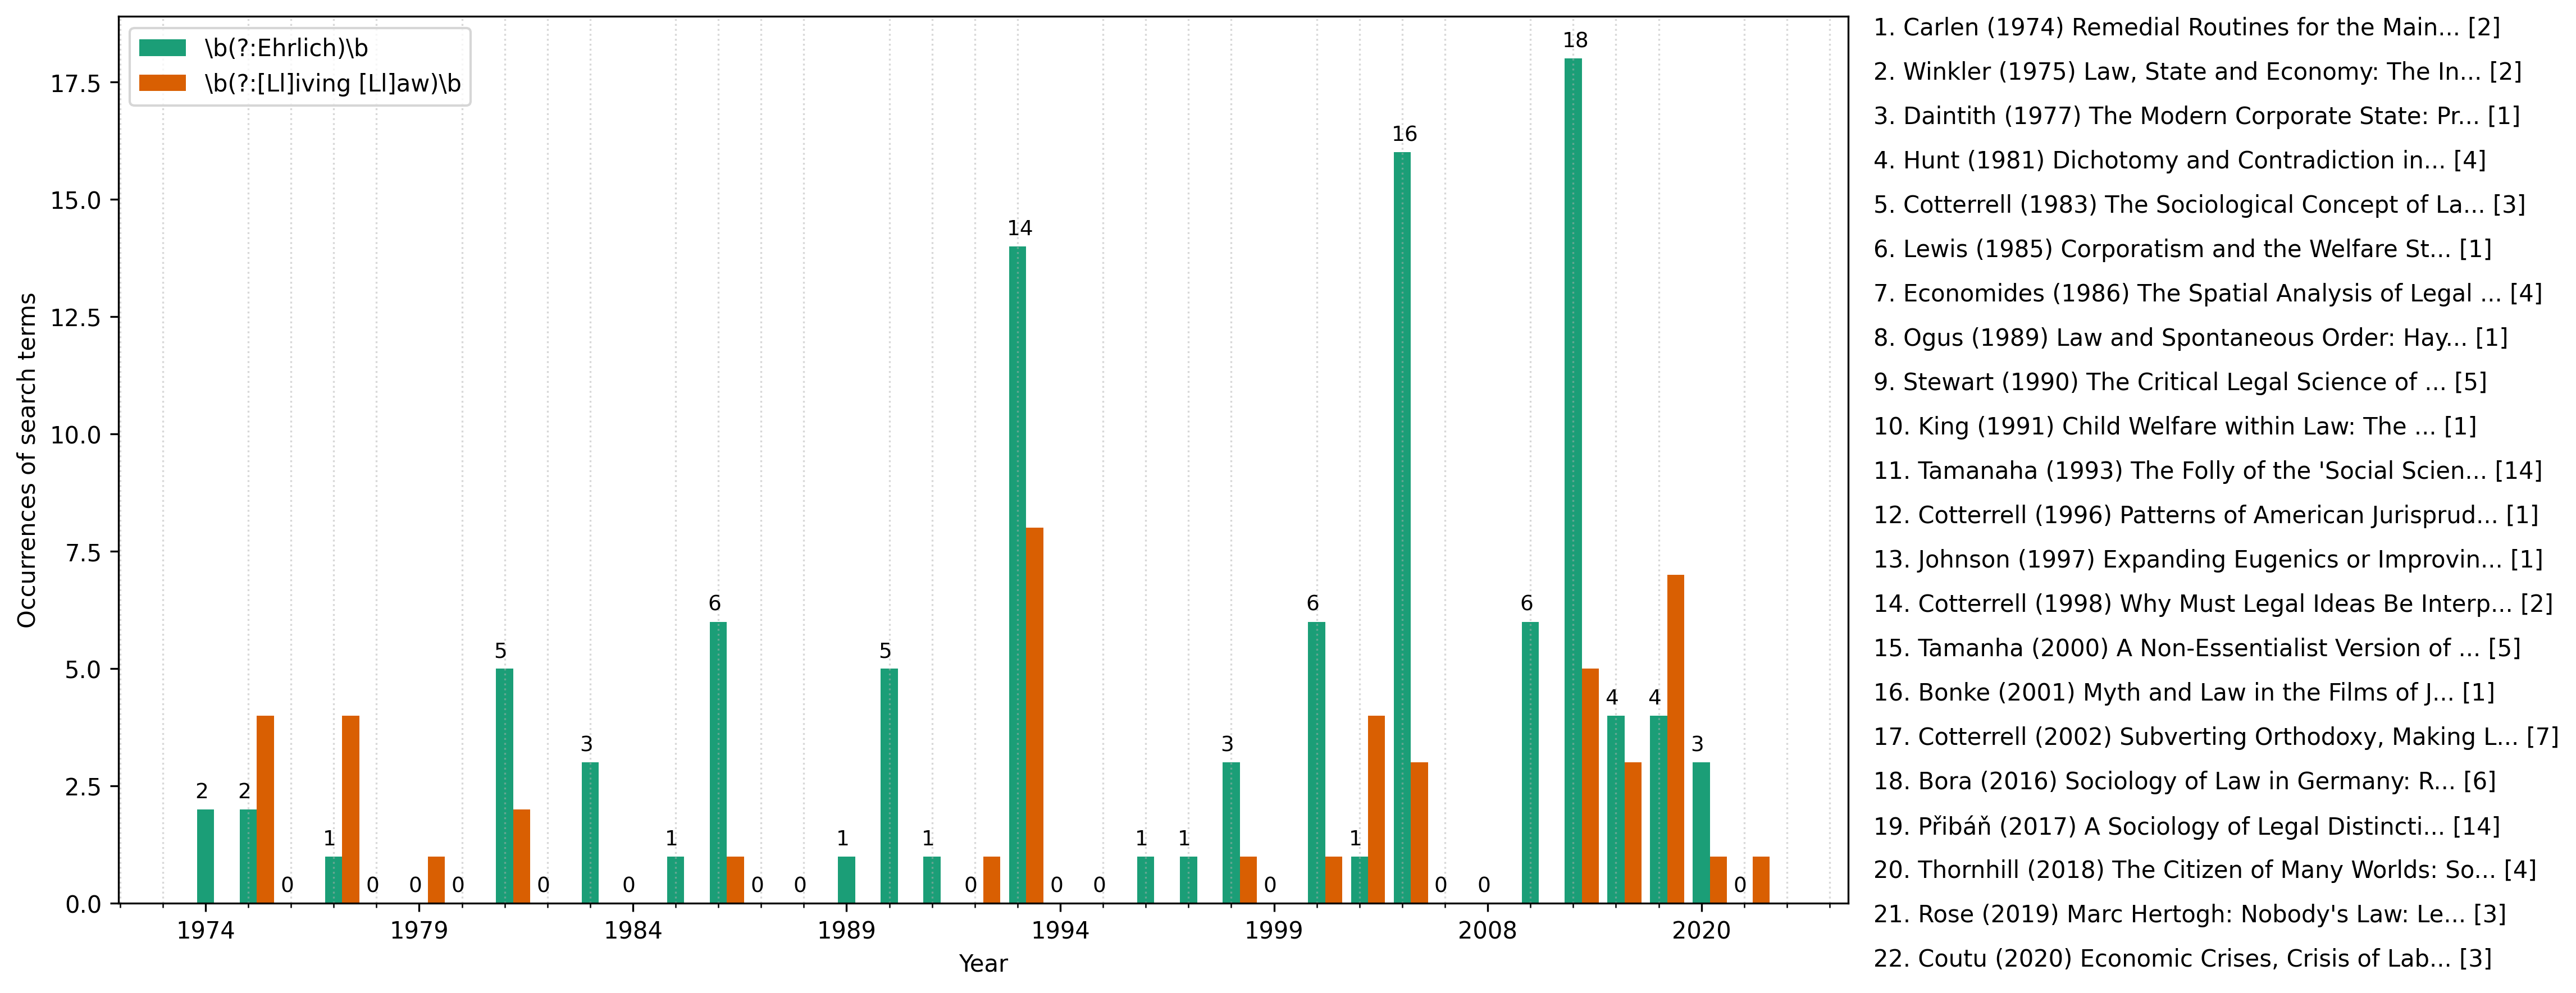 \b(?:Ehrlich)\b
\b(?:[Ll]iving [Ll]aw)\b
Occurrences of search terms
17.5
15.0
12.5
10.0
7.5
5.0
2.5
0.0
2
2
0
1
0
0
0
5
0
3
0
1
6
0
0
1
5
1
0
14
0
0
1
1
3
0
6
1
16
0
0
6
18
4
4
3
0
1974
1979
1984
1989
1994
1999
2008
2020
Year
1. Carlen (1974) Remedial Routines for the Main... [2]
2. Winkler (1975) Law, State and Economy: The In... [2]
3. Daintith (1977) The Modern Corporate State: Pr... [1]
4. Hunt (1981) Dichotomy and Contradiction in... [4]
5. Cotterrell (1983) The Sociological Concept of La... [3]
6. Lewis (1985) Corporatism and the Welfare St... [1]
7. Economides (1986) The Spatial Analysis of Legal ... [4]
8. Ogus (1989) Law and Spontaneous Order: Hay... [1]
9. Stewart (1990) The Critical Legal Science of ... [5]
10. King (1991) Child Welfare within Law: The ... [1]
11. Tamanaha (1993) The Folly of the 'Social Scien... [14]
12. Cotterrell (1996) Patterns of American Jurisprud... [1]
13. Johnson (1997) Expanding Eugenics or Improvin... [1]
14. Cotterrell (1998) Why Must Legal Ideas Be Interp... [2]
15. Tamanha (2000) A Non-Essentialist Version of ... [5]
16. Bonke (2001) Myth and Law in the Films of J... [1]
17. Cotterrell (2002) Subverting Orthodoxy, Making L... [7]
18. Bora (2016) Sociology of Law in Germany: R... [6]
19. Přibáň (2017) A Sociology of Legal Distincti... [14]
20. Thornhill (2018) The Citizen of Many Worlds: So... [4]
21. Rose (2019) Marc Hertogh: Nobody's Law: Le... [3]
22. Coutu (2020) Economic Crises, Crisis of Lab... [3]